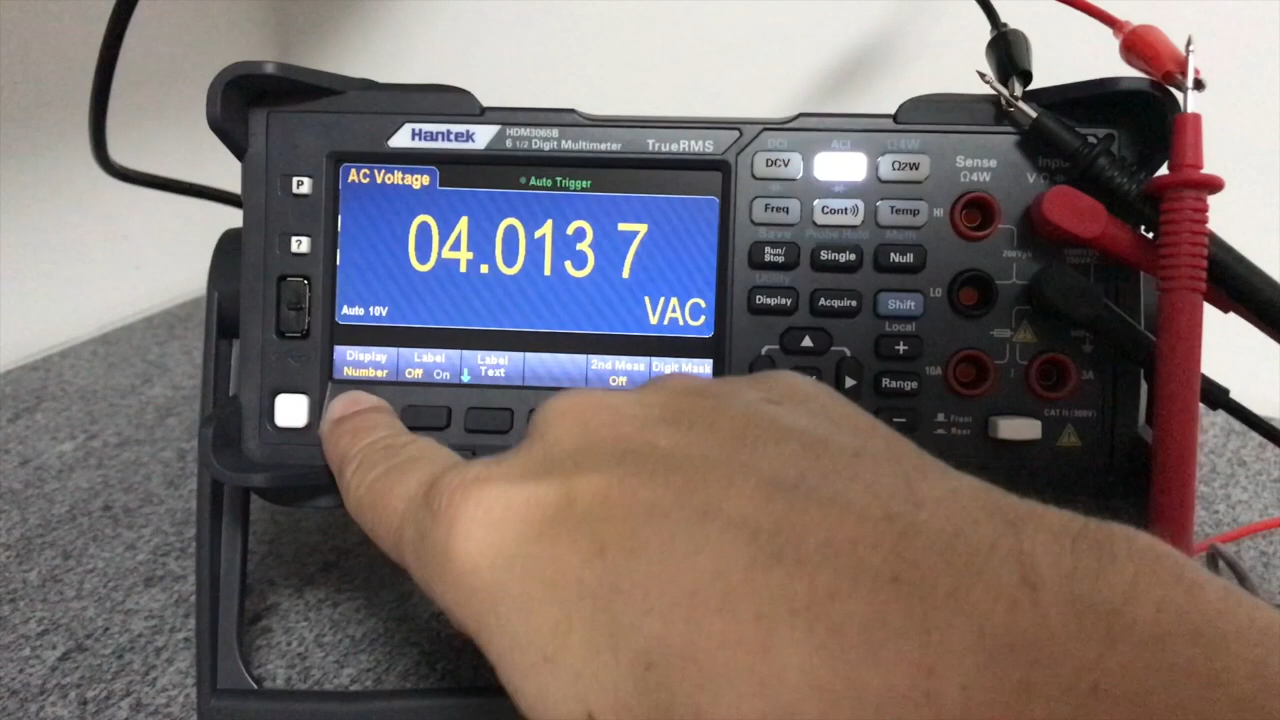 Hantek
HDM3065B
6 1/2 Digit Multimeter
TrueRMS
AC Voltage
Auto Trigger
04.013 7
VAC
Auto 10V
Display
Number
Label
Off On
Label
Text
2nd Meas
Off
Digit Mask
P
?
DCI
ACI
Ω4W
DCV
Ω2W
Freq
Cont
Temp
Save
Probe Hold
Math
Run/
Stop
Single
Null
Utility
Display
Acquire
Shift
Local
+
Range
−
Sense
Ω4W
Input
V Ω
HI
LO
200Vpk
10A
I
3A
Front
Rear
CAT II (300V)